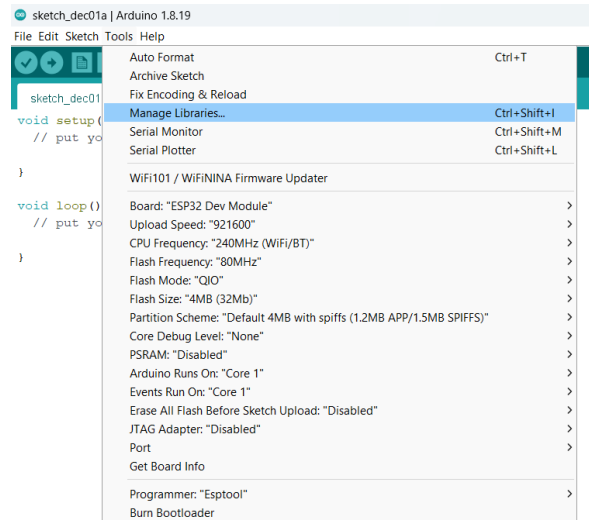 sketch_dec01a | Arduino 1.8.19
File Edit Sketch Tools Help
sketch_dec01
void setup(
// put yo
}
void loop()
// put yo
}
Auto Format Ctrl+T
Archive Sketch
Fix Encoding & Reload
Manage Libraries... Ctrl+Shift+I
Serial Monitor Ctrl+Shift+M
Serial Plotter Ctrl+Shift+L
WiFi101 / WiFiNINA Firmware Updater
Board: "ESP32 Dev Module"
Upload Speed: "921600"
CPU Frequency: "240MHz (WiFi/BT)"
Flash Frequency: "80MHz"
Flash Mode: "QIO"
Flash Size: "4MB (32Mb)"
Partition Scheme: "Default 4MB with spiffs (1.2MB APP/1.5MB SPIFFS)"
Core Debug Level: "None"
PSRAM: "Disabled"
Arduino Runs On: "Core 1"
Events Run On: "Core 1"
Erase All Flash Before Sketch Upload: "Disabled"
JTAG Adapter: "Disabled"
Port
Get Board Info
Programmer: "Esptool"
Burn Bootloader